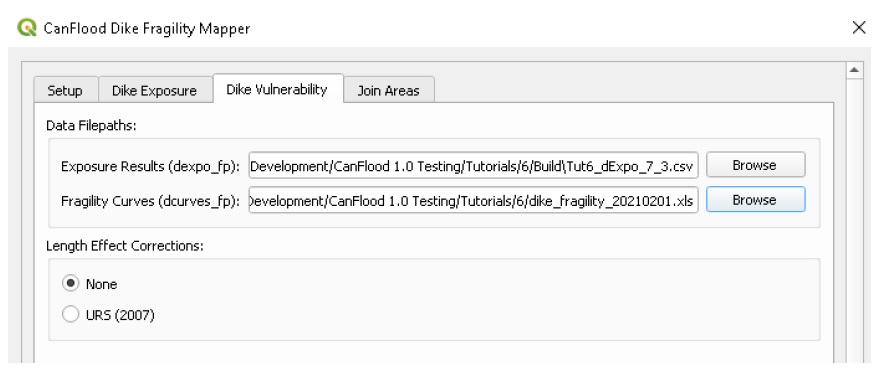 CanFlood Dike Fragility Mapper
Setup Dike Exposure Dike Vulnerability Join Areas
Data Filepaths:
Exposure Results (dexpo_fp): Development/CanFlood 1.0 Testing/Tutorials/6/Build\Tut6_dExpo_7_3.csv Browse
Fragility Curves (dcurves_fp): Development/CanFlood 1.0 Testing/Tutorials/6/dike_fragility_20210201.xls Browse
Length Effect Corrections:
None
URS (2007)